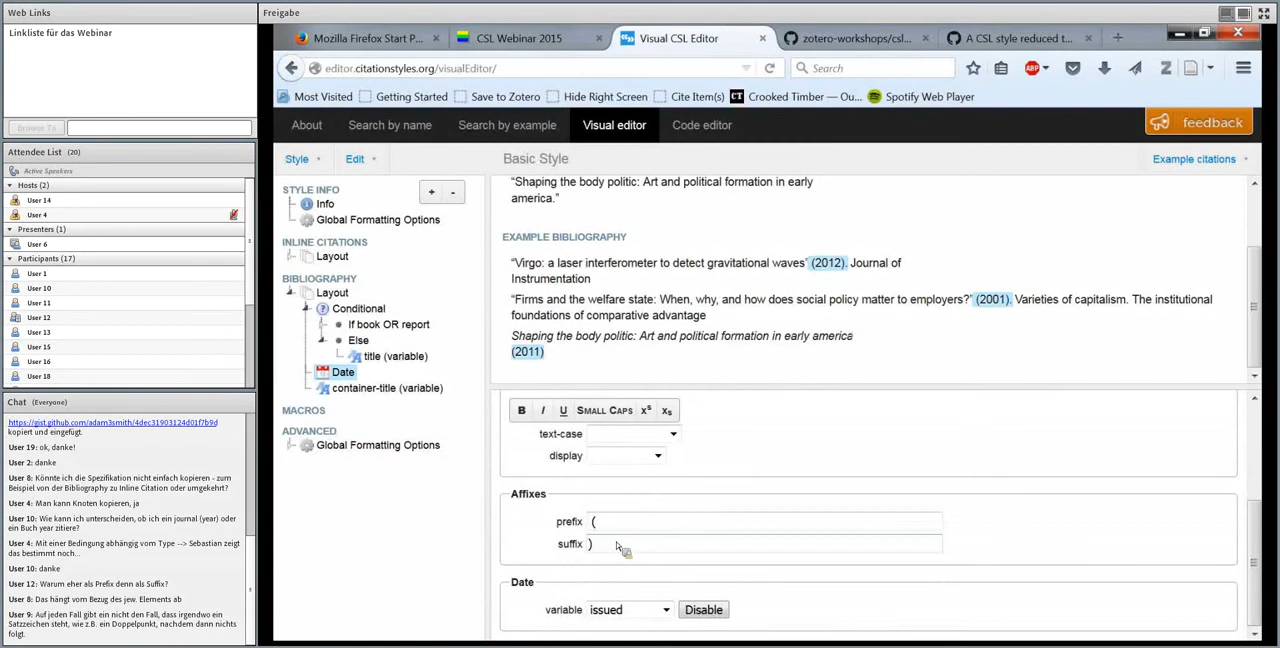 Web Links
Linkliste für das Webinar
Browse To
Attendee List (20)
Active Speakers
Hosts (2)
User 14
User 4
Presenters (1)
User 6
Participants (17)
User 1
User 10
User 11
User 12
User 13
User 15
User 16
User 18
Chat (Everyone)
https://gist.github.com/adam3smith/4dec31903124d01f7b9d
kopiert und eingefügt.
User 19: ok, danke!
User 2: danke
User 8: Könnte ich die Spezifikation nicht einfach kopieren - zum
Beispiel von der Bibliography zu Inline Citation oder umgekehrt?
User 4: Man kann Knoten kopieren, ja
User 10: Wie kann ich unterscheiden, ob ich ein journal (year) oder
ein Buch year zitiere?
User 4: Mit einer Bedingung abhängig vom Type --> Sebastian zeigt
das bestimmt noch...
User 10: danke
User 12: Warum eher als Prefix denn als Suffix?
User 8: Das hängt vom Bezug des jew. Elements ab
User 9: Auf jeden Fall gibt ein nicht den Fall, dass irgendwo ein
Satzzeichen steht, wie z.B. ein Doppelpunkt, nachdem dann nichts
folgt.
Freigabe
Mozilla Firefox Start P...
CSL Webinar 2015
Visual CSL Editor
zotero-workshops/csl...
A CSL style reduced t...
editor.citationstyles.org/visualEditor/
Search
ABP
Z
Most Visited
Getting Started
Save to Zotero
Hide Right Screen
Cite Item(s)
CT Crooked Timber — Ou...
Spotify Web Player
About
Search by name
Search by example
Visual editor
Code editor
feedback
Style
Edit
Basic Style
Example citations
STYLE INFO
+
-
Info
Global Formatting Options
INLINE CITATIONS
Layout
BIBLIOGRAPHY
Layout
Conditional
If book OR report
Else
title (variable)
Date
container-title (variable)
MACROS
ADVANCED
Global Formatting Options
“Shaping the body politic: Art and political formation in early
america.”
EXAMPLE BIBLIOGRAPHY
“Virgo: a laser interferometer to detect gravitational waves” (2012). Journal of
Instrumentation
“Firms and the welfare state: When, why, and how does social policy matter to employers?” (2001). Varieties of capitalism. The institutional
foundations of comparative advantage
Shaping the body politic: Art and political formation in early america
(2011)
B I U SMALL CAPS x^s x_s
text-case
display
Affixes
prefix (
suffix )
Date
variable issued Disable